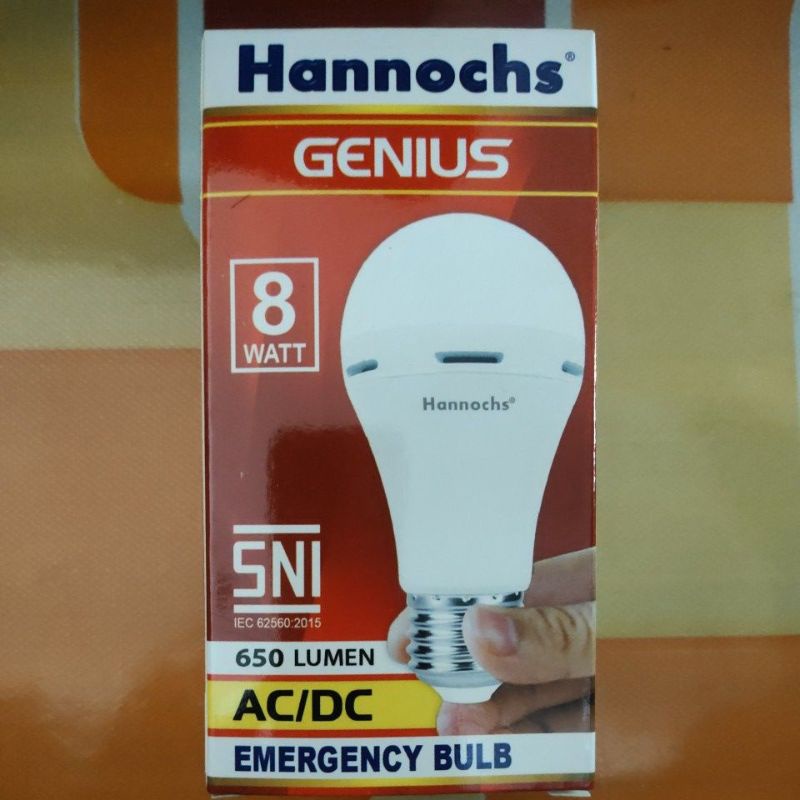 Hannochs®
GENIUS
8
WATT
Hannochs®
SNI
IEC 62560:2015
650 LUMEN
AC/DC
EMERGENCY BULB